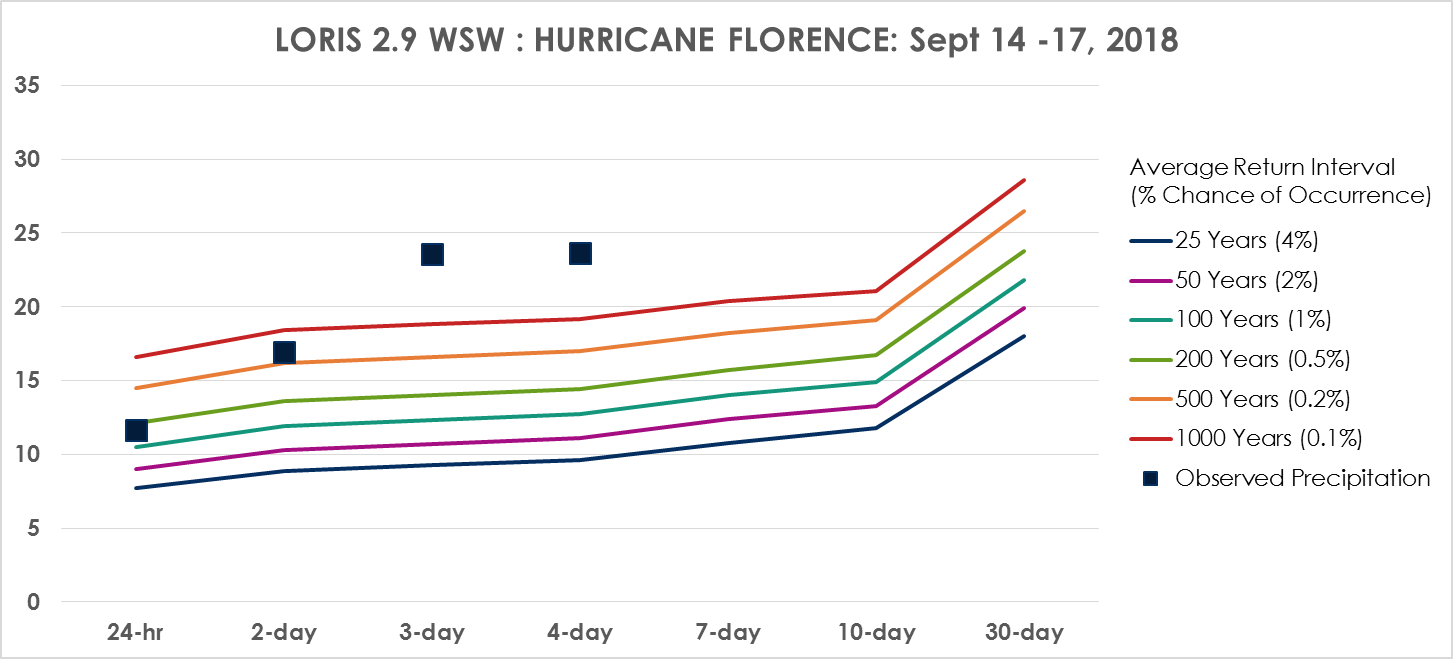 LORIS 2.9 WSW : HURRICANE FLORENCE: Sept 14 -17, 2018
35
30
25
20
15
10
5
0
24-hr 2-day 3-day 4-day 7-day 10-day 30-day
Average Return Interval
(% Chance of Occurrence)
25 Years (4%)
50 Years (2%)
100 Years (1%)
200 Years (0.5%)
500 Years (0.2%)
1000 Years (0.1%)
Observed Precipitation